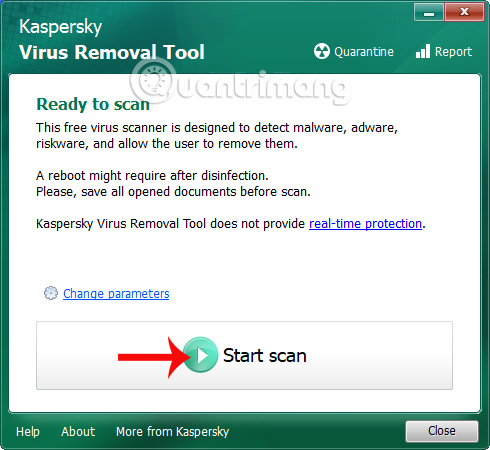 Kaspersky
Virus Removal Tool
Quarantine
Report
Quantrimang
Ready to scan
This free virus scanner is designed to detect malware, adware,
riskware, and allow the user to remove them.
A reboot might require after disinfection.
Please, save all opened documents before scan.
Kaspersky Virus Removal Tool does not provide real-time protection.
Change parameters
Start scan
Help
About
More from Kaspersky
Close